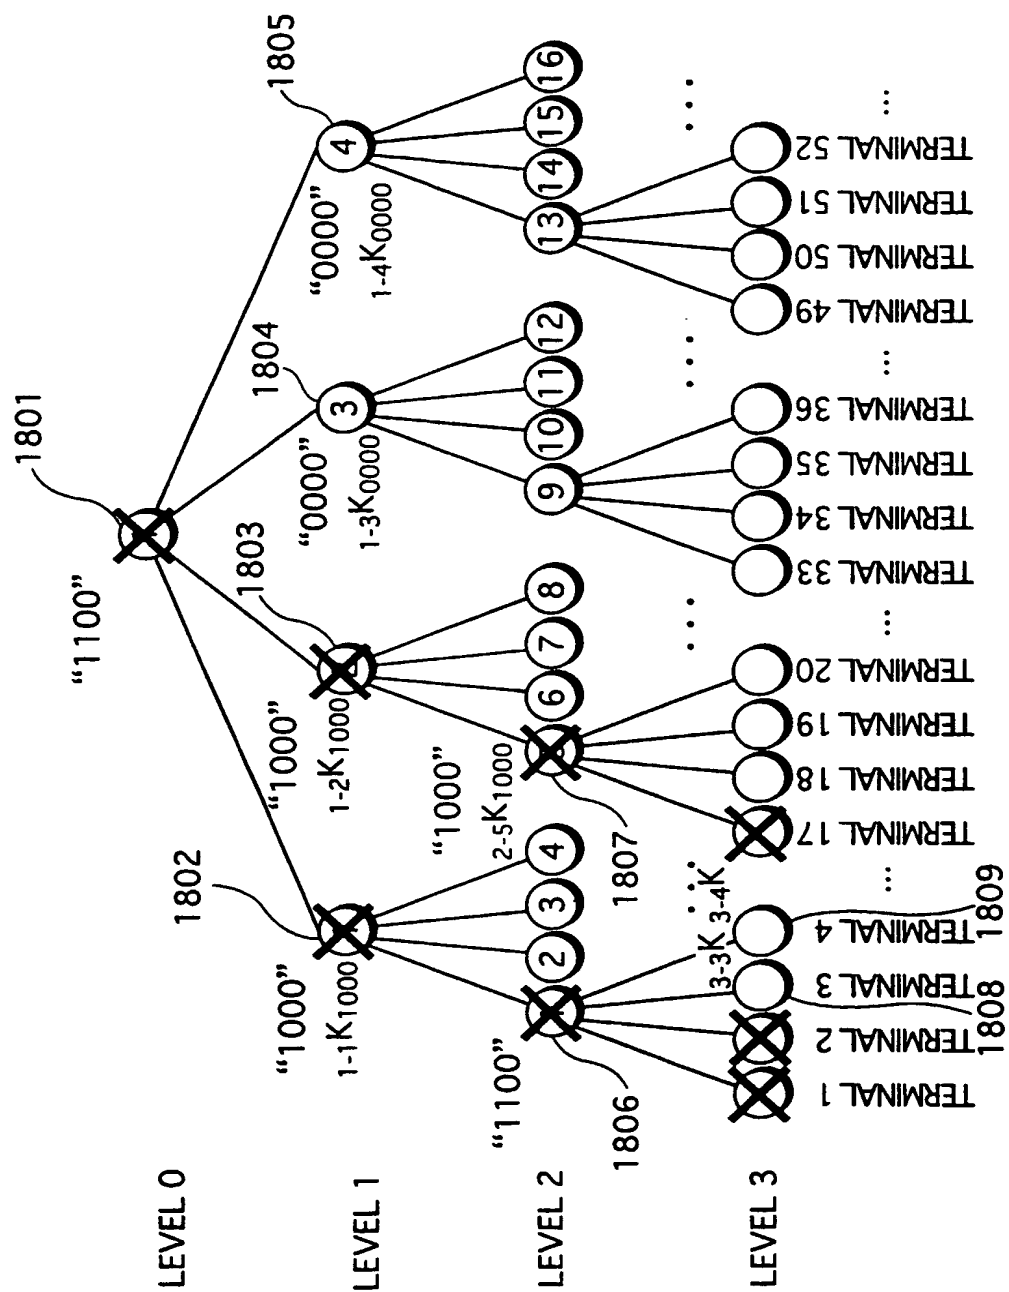 1801
"1100"
LEVEL 0
1802
1803
1804
1805
"1000"
1-1K1000
"1000"
1-2K1000
"0000"
1-3K0000
3
"0000"
1-4K0000
4
LEVEL 1
"1100"
1806
2
3
4
"1000"
2-5K1000
1807
6
7
8
9
10
11
12
13
14
15
16
LEVEL 2
3-3K
3-4K
...
...
...
...
LEVEL 3
TERMINAL 1
TERMINAL 2
TERMINAL 3
TERMINAL 4
...
TERMINAL 17
TERMINAL 18
TERMINAL 19
TERMINAL 20
...
TERMINAL 33
TERMINAL 34
TERMINAL 35
TERMINAL 36
...
TERMINAL 49
TERMINAL 50
TERMINAL 51
TERMINAL 52
...
1808
1809